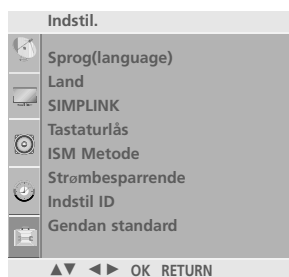 Indstil.
Sprog(language)
Land
SIMPLINK
Tastaturlås
ISM Metode
Strømbesparrende
Indstil ID
Gendan standard
▲▼ ◄► OK RETURN